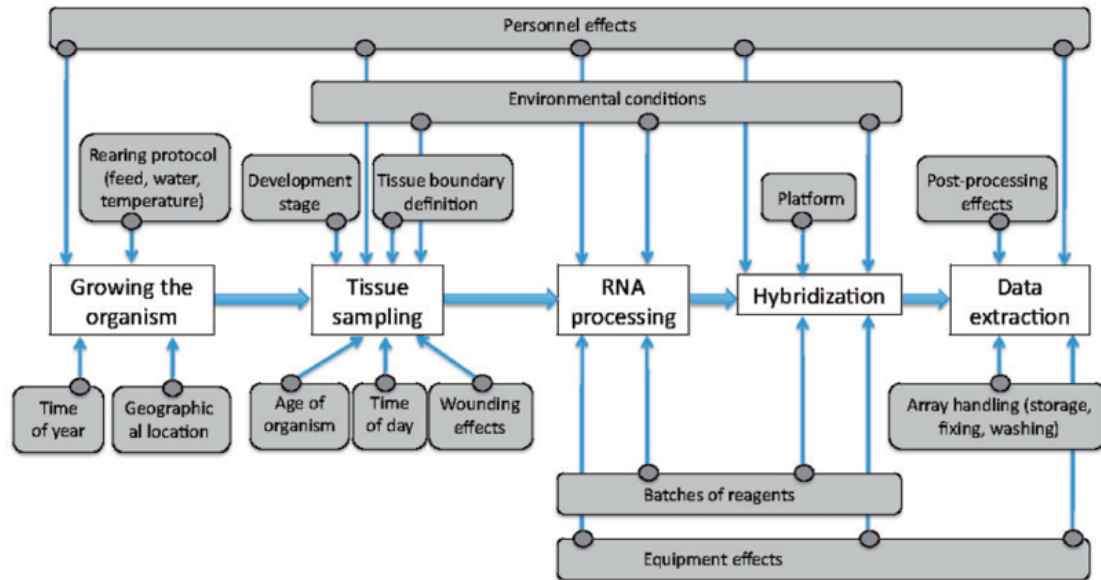 Personnel effects
Environmental conditions
Rearing protocol
(feed, water,
temperature)
Development
stage
Tissue boundary
definition
Platform
Post-processing
effects
Growing the
organism
Tissue
sampling
RNA
processing
Hybridization
Data
extraction
Time
of year
Geographic
al location
Age of
organism
Time
of day
Wounding
effects
Array handling (storage,
fixing, washing)
Batches of reagents
Equipment effects